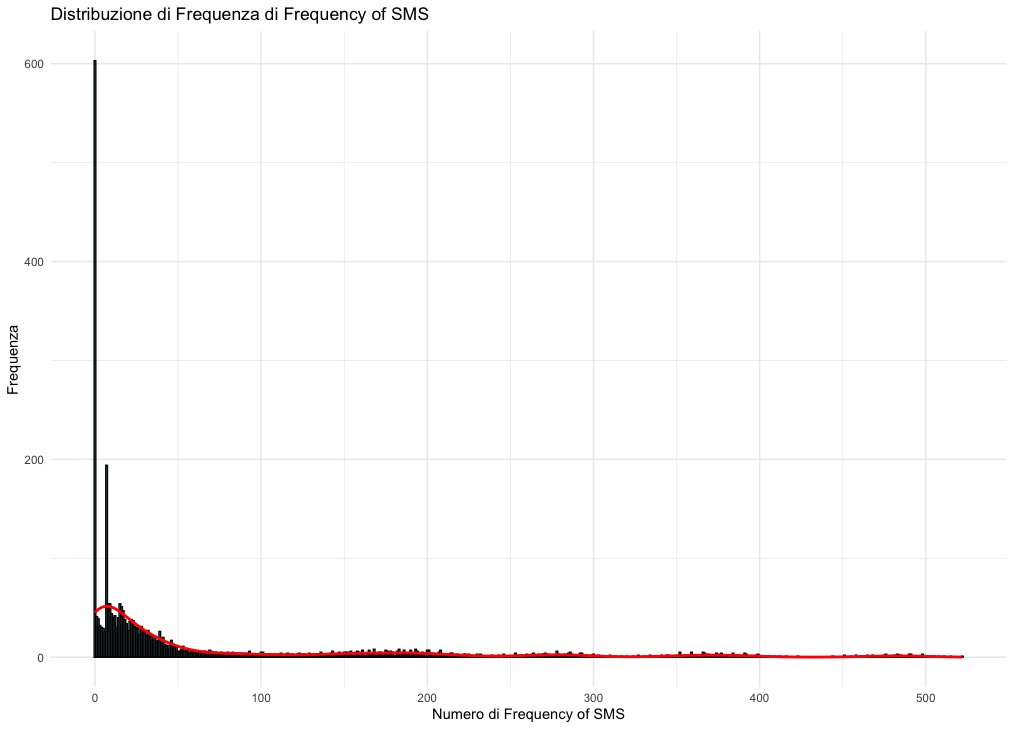 Distribuzione di Frequenza di Frequency of SMS
600
400
200
0
Frequenza
0 100 200 300 400 500
Numero di Frequency of SMS